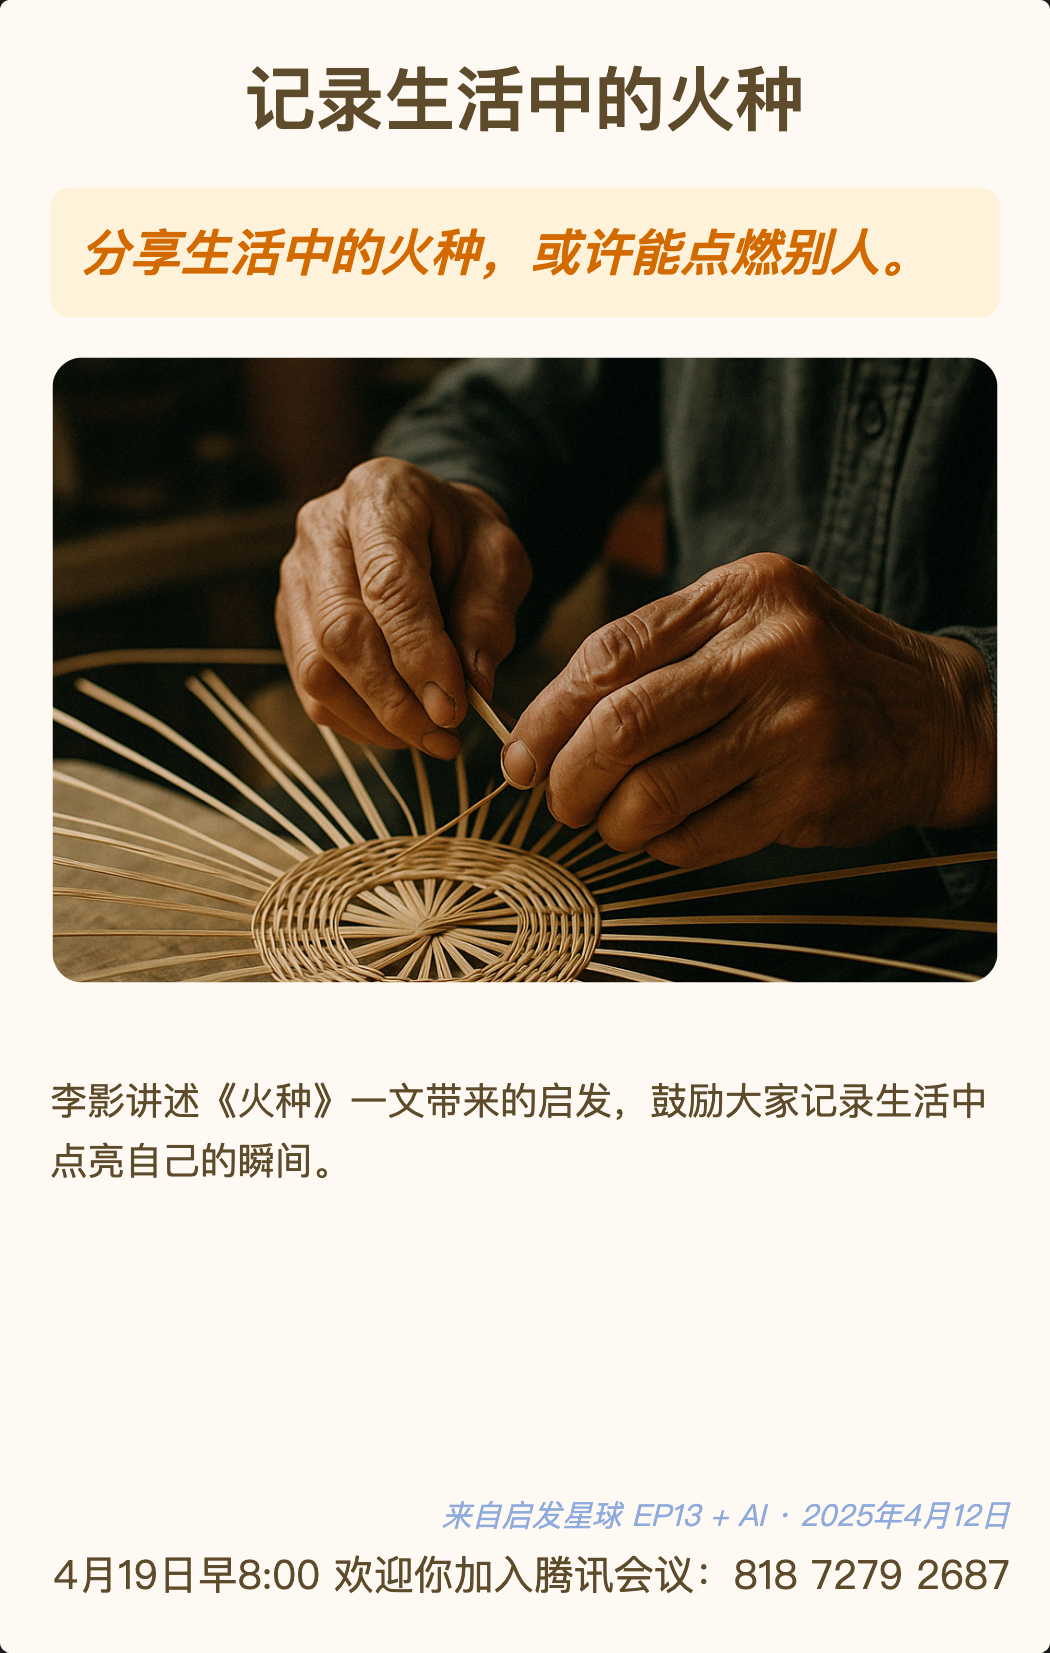 记录生活中的火种
分享生活中的火种，或许能点燃别人。
李影讲述《火种》一文带来的启发，鼓励大家记录生活中
点亮自己的瞬间。
来自启发星球 EP13 + AI · 2025年4月12日
4月19日早8:00 欢迎你加入腾讯会议：818 7279 2687